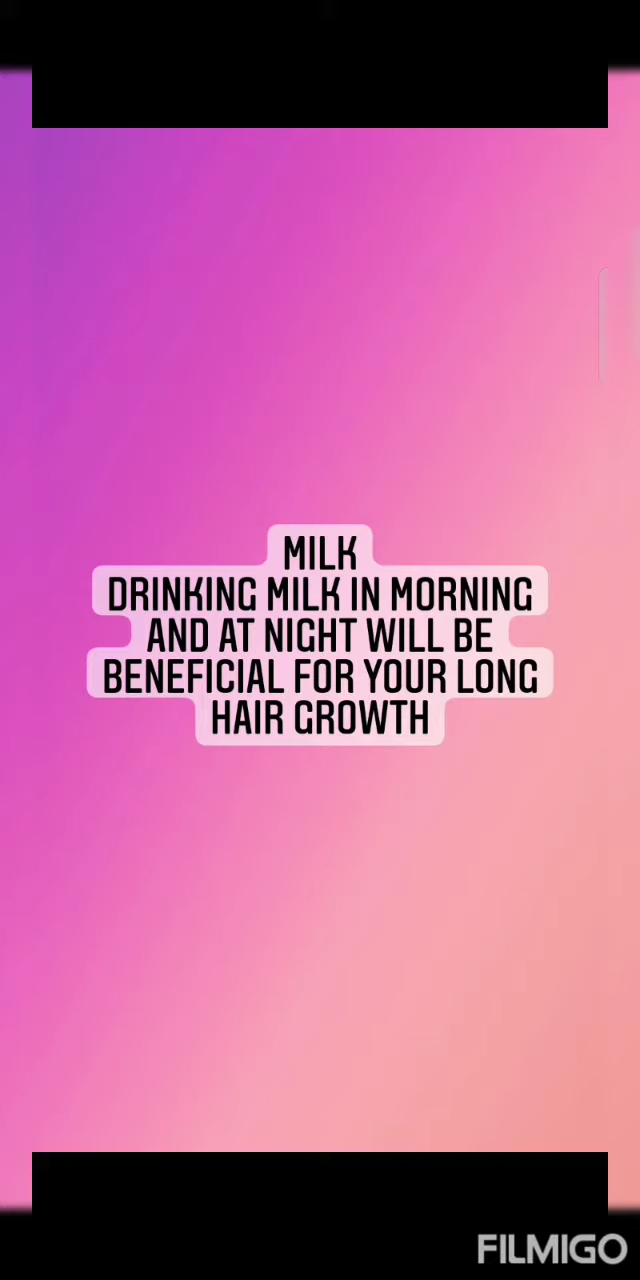 MILK
DRINKING MILK IN MORNING
AND AT NIGHT WILL BE
BENEFICIAL FOR YOUR LONG
HAIR GROWTH
FILMIGO